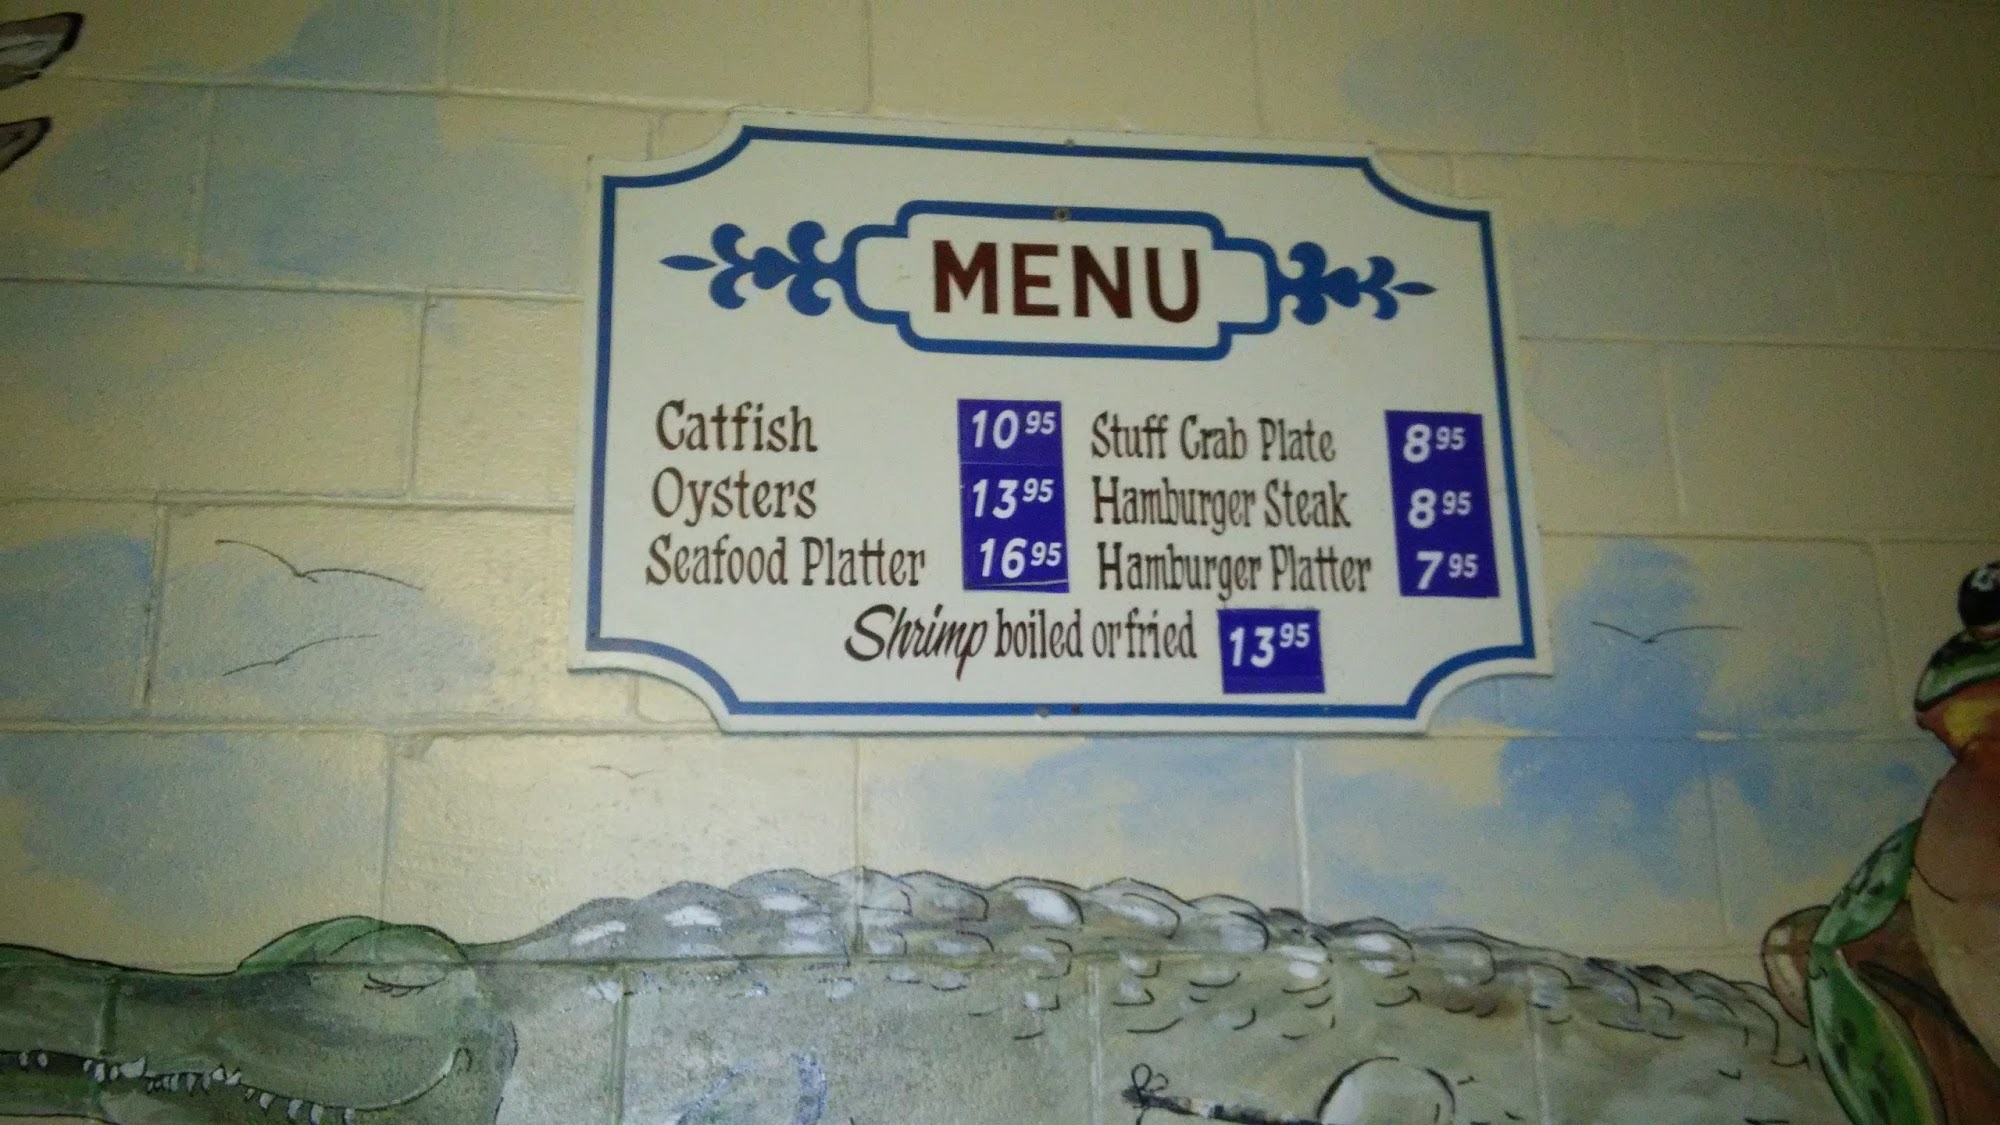 MENU
Catfish 10 95 Stuff Crab Plate 8 95
Oysters 13 95 Hamburger Steak 8 95
Seafood Platter 16 95 Hamburger Platter 7 95
Shrimp boiled or fried 13 95